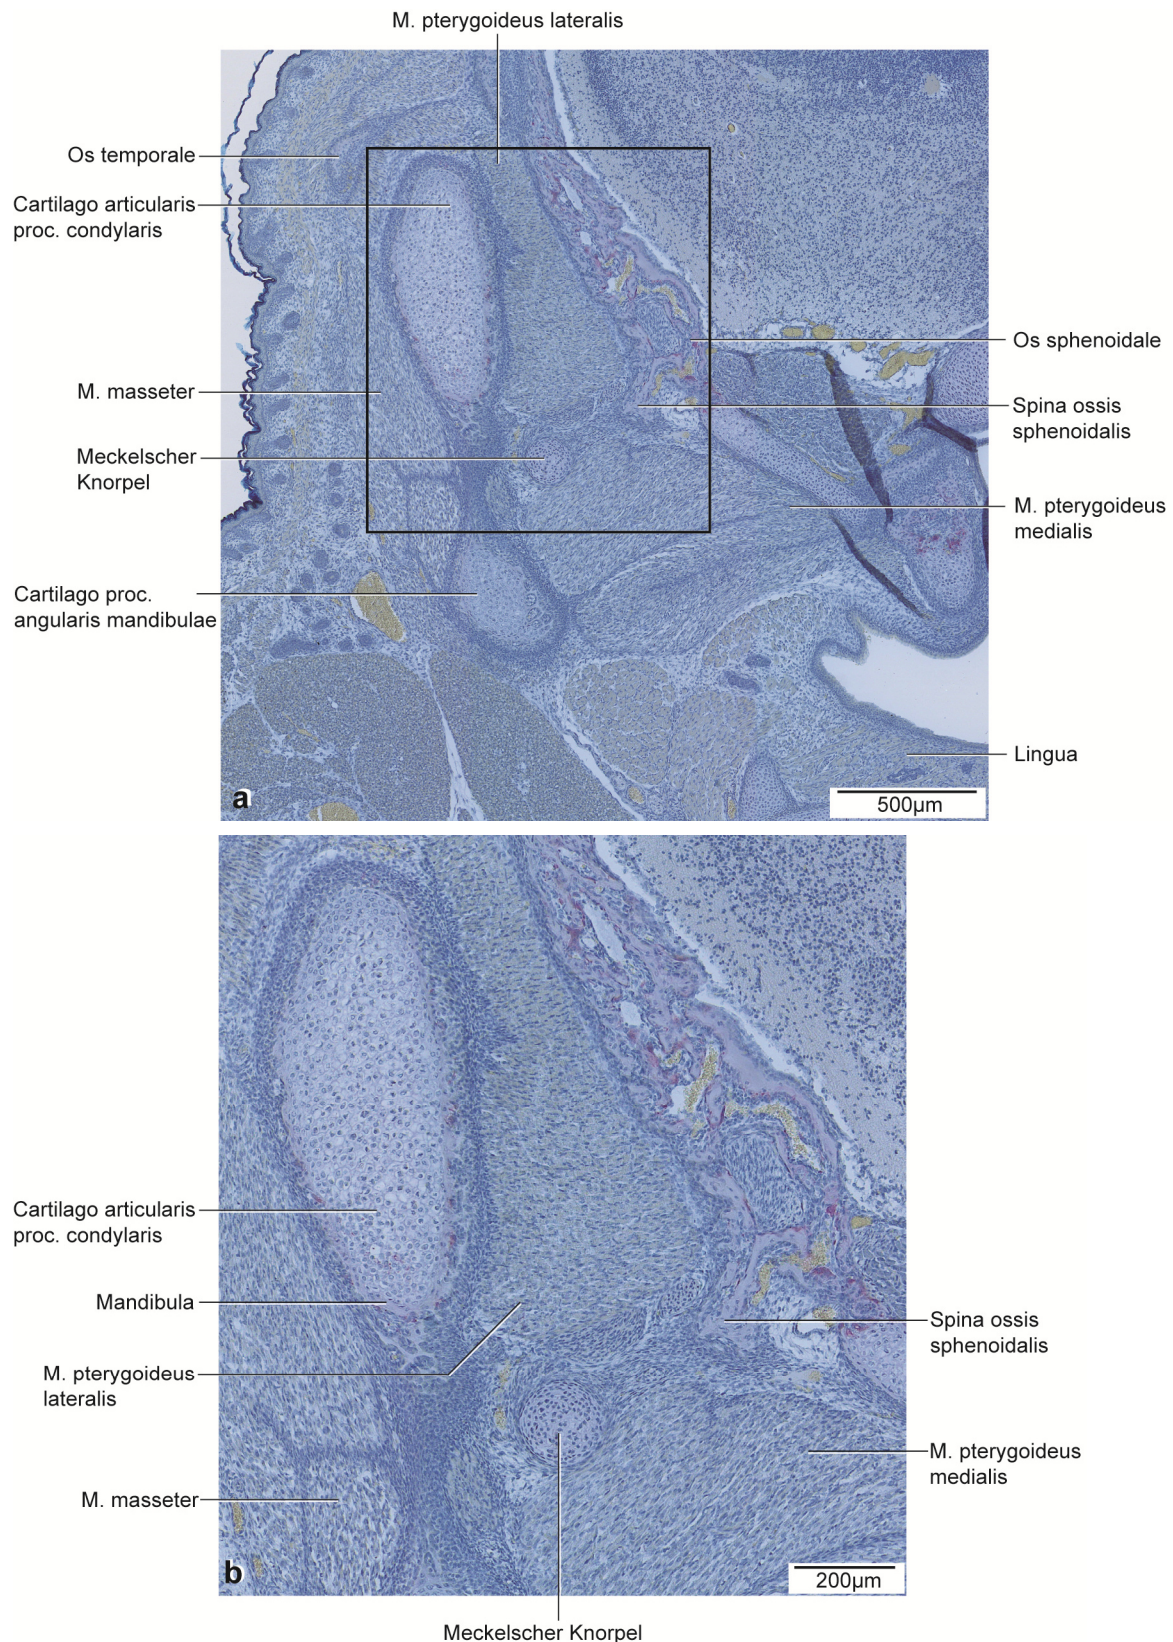 M. pterygoideus lateralis
Os temporale
Cartilago articularis
proc. condylaris
M. masseter
Meckelscher
Knorpel
Cartilago proc.
angularis mandibulae
Os sphenoidale
Spina ossis
sphenoidalis
M. pterygoideus
medialis
Lingua
a
500µm
Cartilago articularis
proc. condylaris
Mandibula
M. pterygoideus
lateralis
M. masseter
Spina ossis
sphenoidalis
M. pterygoideus
medialis
b
200µm
Meckelscher Knorpel